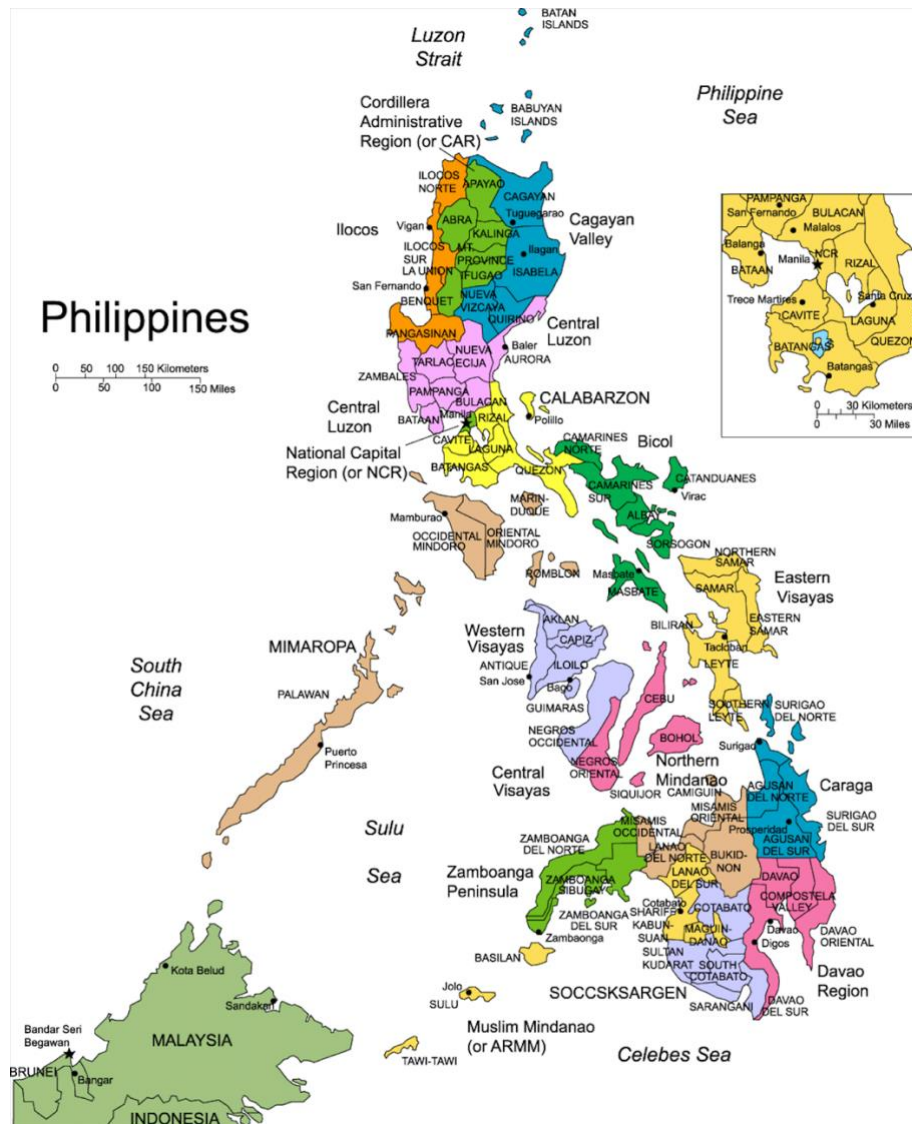 BATAN
ISLANDS
Luzon
Strait
Philippine
Sea
BABUYAN
ISLANDS
Cordillera
Administrative
Region (or CAR)
ILOCOS
NORTE
APAYAO
CAGAYAN
Tuguegarao
Cagayan
Valley
Ilocos
Vigan
ABRA
KALINGA
Ilagan
ILOCOS
SUR
MT.
PROVINCE
ISABELA
LA UNION
IFUGAO
San Fernando
BENQUET
NUEVA
VIZCAYA
QUIRINO
Philippines
0 50 100 150 Kilometers
0 50 100 150 Miles
PANGASINAN
Central
Luzon
Baler
AURORA
TARLAC
NUEVA
ECIJA
ZAMBALES
PAMPANGA
BULACAN
Central
Luzon
BATAAN
Manila
RIZAL
CALABARZON
Polillo
National Capital
Region (or NCR)
CAVITE
LAGUNA
BATANGAS
QUEZON
PAMPANGA
San Fernando
BULACAN
Malalos
Balanga
Manila
NCR
RIZAL
BATAAN
Trece Martires
Santa Cruz
CAVITE
LAGUNA
QUEZON
BATANGAS
Batangas
0 30 Kilometers
0 30 Miles
CAMARINES
NORTE
Bicol
CATANDUANES
CAMARINES
SUR
Virac
ALBAY
SORSOGON
Masbate
MASBATE
Mamburao
MARIN-
DUQUE
OCCIDENTAL
MINDORO
ORIENTAL
MINDORO
ROMBLON
NORTHERN
SAMAR
SAMAR
Eastern
Visayas
EASTERN
SAMAR
BILIRAN
Tacloban
LEYTE
SOUTHERN
LEYTE
MIMAROPA
PALAWAN
Puerto
Princesa
South
China
Sea
Western
Visayas
AKLAN
CAPIZ
ANTIQUE
San Jose
ILOILO
Bago
GUIMARAS
NEGROS
OCCIDENTAL
CEBU
NEGROS
ORIENTAL
BOHOL
Central
Visayas
SIQUIJOR
SURIGAO
DEL NORTE
Surigao
Northern
Mindanao
CAMIGUIN
Caraga
AGUSAN
DEL NORTE
MISAMIS
ORIENTAL
MISAMIS
OCCIDENTAL
Prosperidad
SURIGAO
DEL SUR
AGUSAN
DEL SUR
Sulu
Sea
ZAMBOANGA
DEL NORTE
LANAO
DEL NORTE
BUKID-
NON
Zamboanga
Peninsula
ZAMBOANGA
SIBUGAY
LANAO
DEL SUR
DAVAO
COMPOSTELA
VALLEY
ZAMBOANGA
DEL SUR
Zambaonga
Cotabato
COTABATO
SHARIFF
KABUN-
SUAN
MAGUIN-
DANAO
Davao
Digos
DAVAO
ORIENTAL
BASILAN
SULTAN
KUDARAT
SOUTH
COTABATO
Davao
Region
SOCCSKSARGEN
SARANGANI
DAVAO
DEL SUR
Jolo
SULU
Muslim Mindanao
(or ARMM)
TAWI-TAWI
Celebes Sea
Kota Belud
Sandakan
Bandar Seri
Begawan
MALAYSIA
BRUNEI
Bangar
INDONESIA